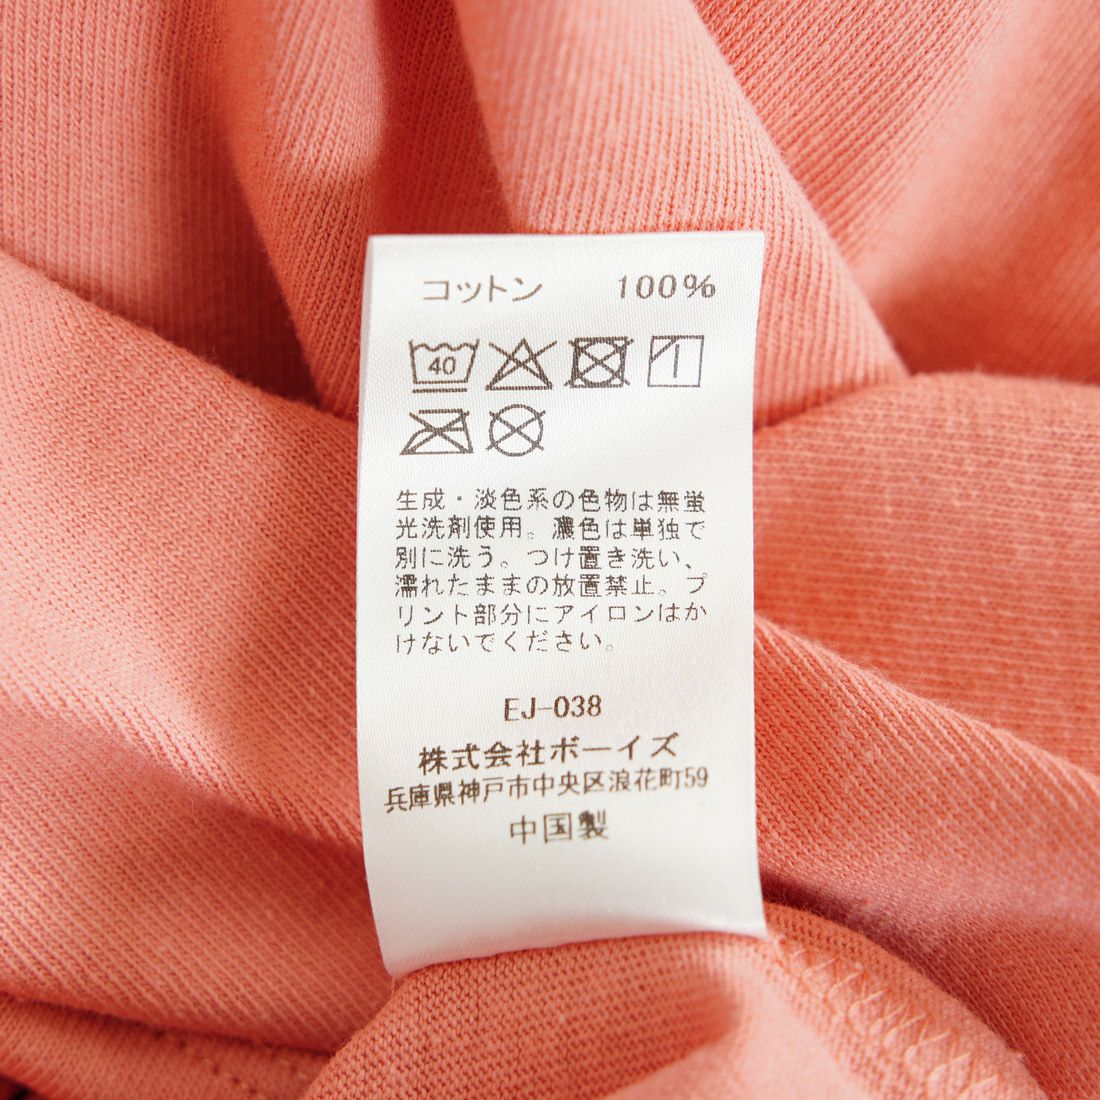 コットン 100%
40
生成・淡色系の色物は無蛍
光洗剤使用。濃色は単独で
別に洗う。つけ置き洗い、
濡れたままの放置禁止。プ
リント部分にアイロンはか
けないでください。
EJ-038
株式会社ボーイズ
兵庫県神戸市中央区浪花町59
中国製